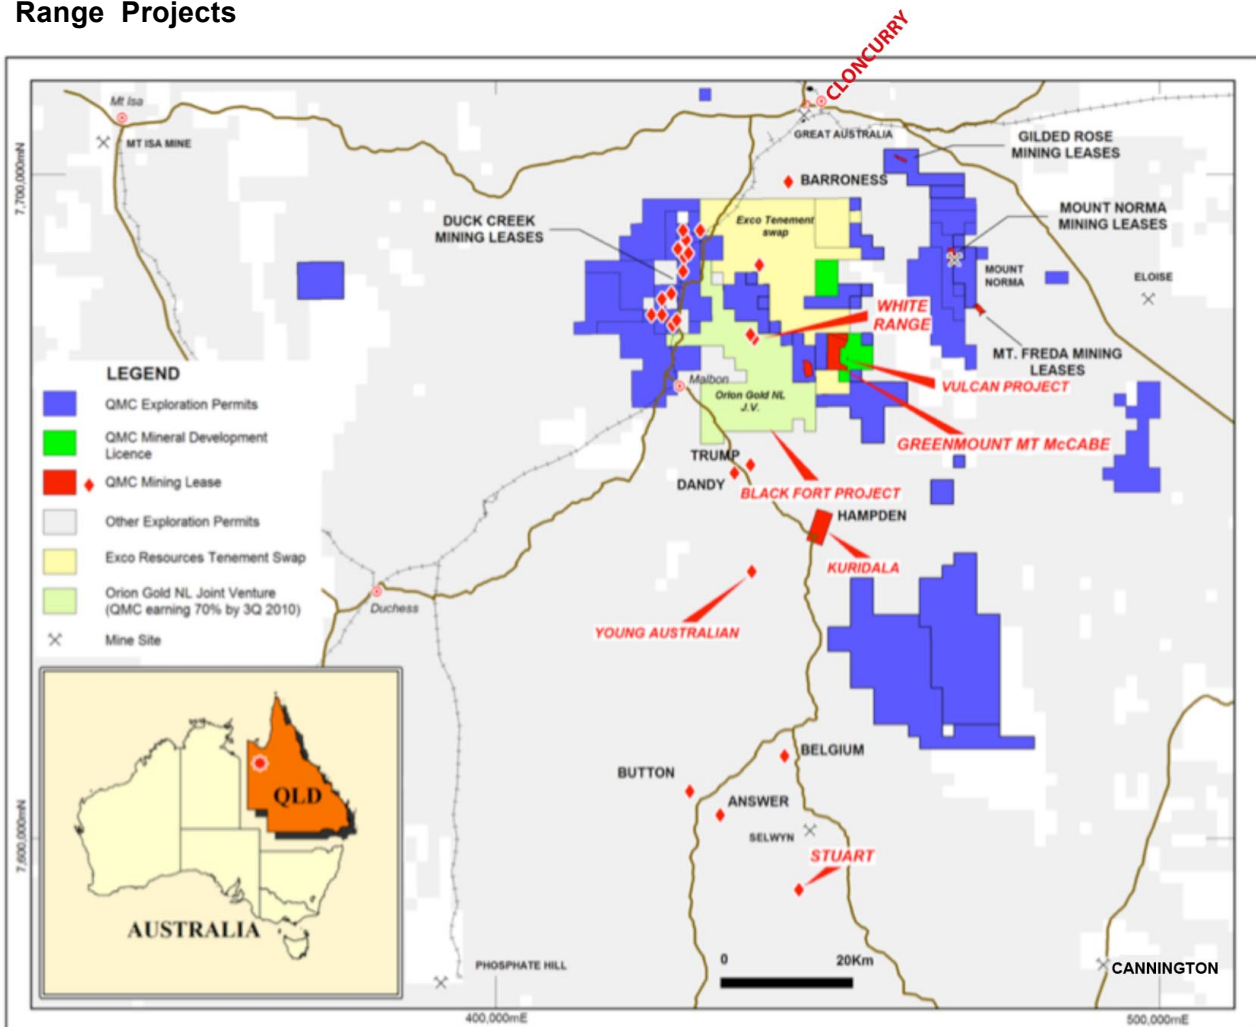 Range Projects
CLONCURRY
Mt Isa
MT ISA MINE
GREAT AUSTRALIA
GILDED ROSE
MINING LEASES
7,700,000mN
BARRONESS
DUCK CREEK
MINING LEASES
Exco Tenement
swap
MOUNT NORMA
MINING LEASES
MOUNT
NORMA
ELOISE
WHITE
RANGE
MT. FREDA MINING
LEASES
VULCAN PROJECT
Malbon
Orion Gold NL
J.V.
GREENMOUNT MT McCABE
TRUMP
DANDY
BLACK FORT PROJECT
HAMPDEN
KURIDALA
YOUNG AUSTRALIAN
Duchess
LEGEND
QMC Exploration Permits
QMC Mineral Development
Licence
QMC Mining Lease
Other Exploration Permits
Exco Resources Tenement Swap
Orion Gold NL Joint Venture
(QMC earning 70% by 3Q 2010)
Mine Site
QLD
AUSTRALIA
BELGIUM
BUTTON
ANSWER
SELWYN
STUART
7,600,000mN
PHOSPHATE HILL
0 20Km
CANNINGTON
400,000mE
500,000mE